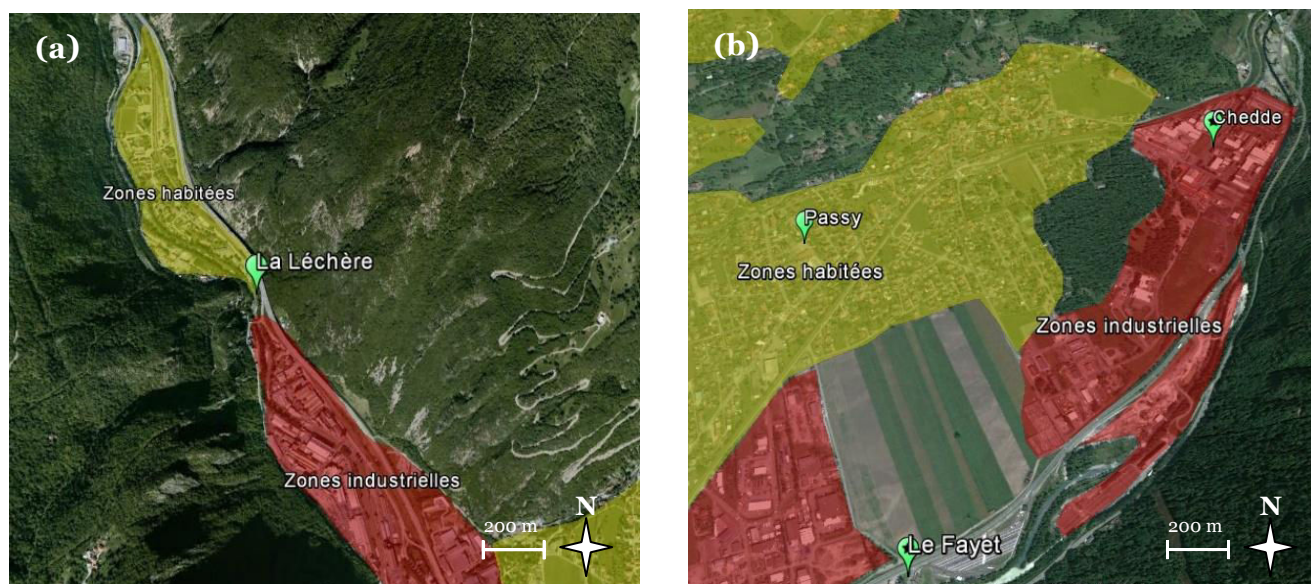 (a)
Zones habitées
La Léchère
Zones industrielles
200 m
N
(b)
Chedde
Passy
Zones habitées
Zones industrielles
Le Fayet
200 m
N